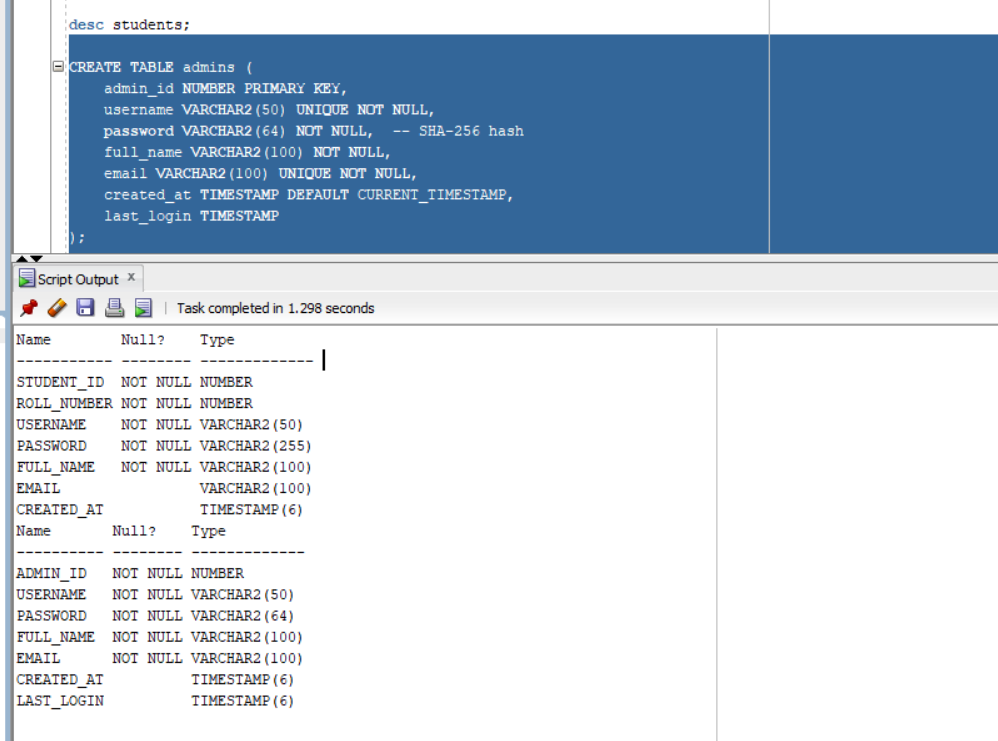 desc students;
CREATE TABLE admins (
    admin_id NUMBER PRIMARY KEY,
    username VARCHAR2(50) UNIQUE NOT NULL,
    password VARCHAR2(64) NOT NULL,  -- SHA-256 hash
    full_name VARCHAR2(100) NOT NULL,
    email VARCHAR2(100) UNIQUE NOT NULL,
    created_at TIMESTAMP DEFAULT CURRENT_TIMESTAMP,
    last_login TIMESTAMP
);
Script Output x
Task completed in 1.298 seconds
Name        Null?    Type
----------- -------- -------------
STUDENT_ID  NOT NULL NUMBER
ROLL_NUMBER NOT NULL NUMBER
USERNAME    NOT NULL VARCHAR2(50)
PASSWORD    NOT NULL VARCHAR2(255)
FULL_NAME   NOT NULL VARCHAR2(100)
EMAIL                VARCHAR2(100)
CREATED_AT           TIMESTAMP(6)
Name       Null?    Type
---------- -------- -------------
ADMIN_ID   NOT NULL NUMBER
USERNAME   NOT NULL VARCHAR2(50)
PASSWORD   NOT NULL VARCHAR2(64)
FULL_NAME  NOT NULL VARCHAR2(100)
EMAIL      NOT NULL VARCHAR2(100)
CREATED_AT          TIMESTAMP(6)
LAST_LOGIN          TIMESTAMP(6)